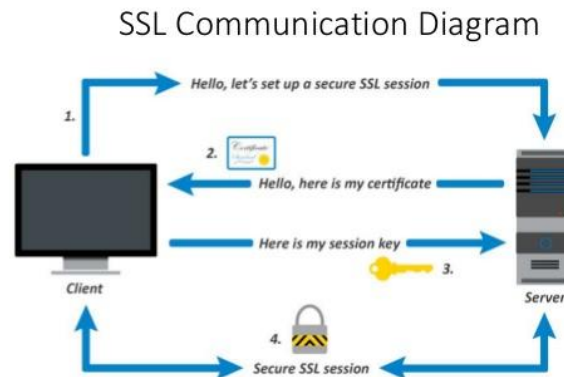 SSL Communication Diagram
1.
Hello, let's set up a secure SSL session
2.
Certificate
Hello, here is my certificate
Here is my session key
3.
Client
Server
4.
Secure SSL session